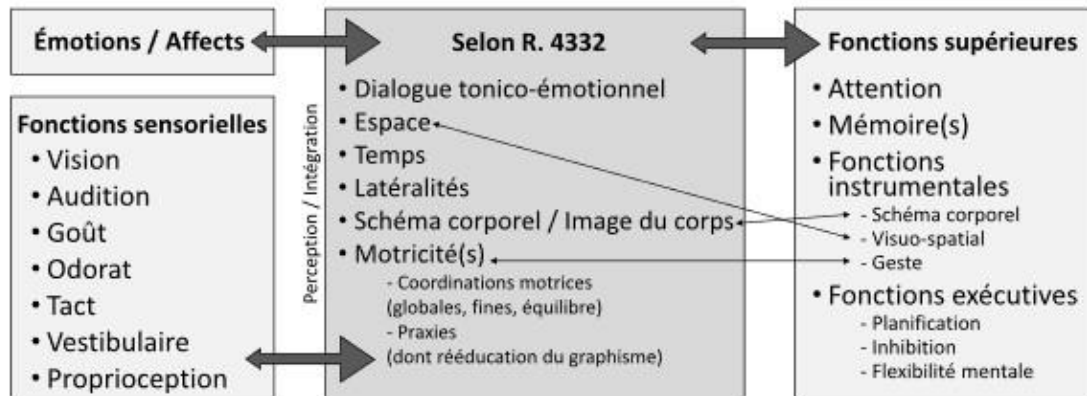 Émotions / Affects
Fonctions sensorielles
• Vision
• Audition
• Goût
• Odorat
• Tact
• Vestibulaire
• Proprioception
Perception / Intégration
Selon R. 4332
• Dialogue tonico-émotionnel
• Espace
• Temps
• Latéralités
• Schéma corporel / Image du corps
• Motricité(s)
- Coordinations motrices
(globales, fines, équilibre)
- Praxies
(dont rééducation du graphisme)
Fonctions supérieures
• Attention
• Mémoire(s)
• Fonctions
instrumentales
- Schéma corporel
- Visuo-spatial
- Geste
• Fonctions exécutives
- Planification
- Inhibition
- Flexibilité mentale